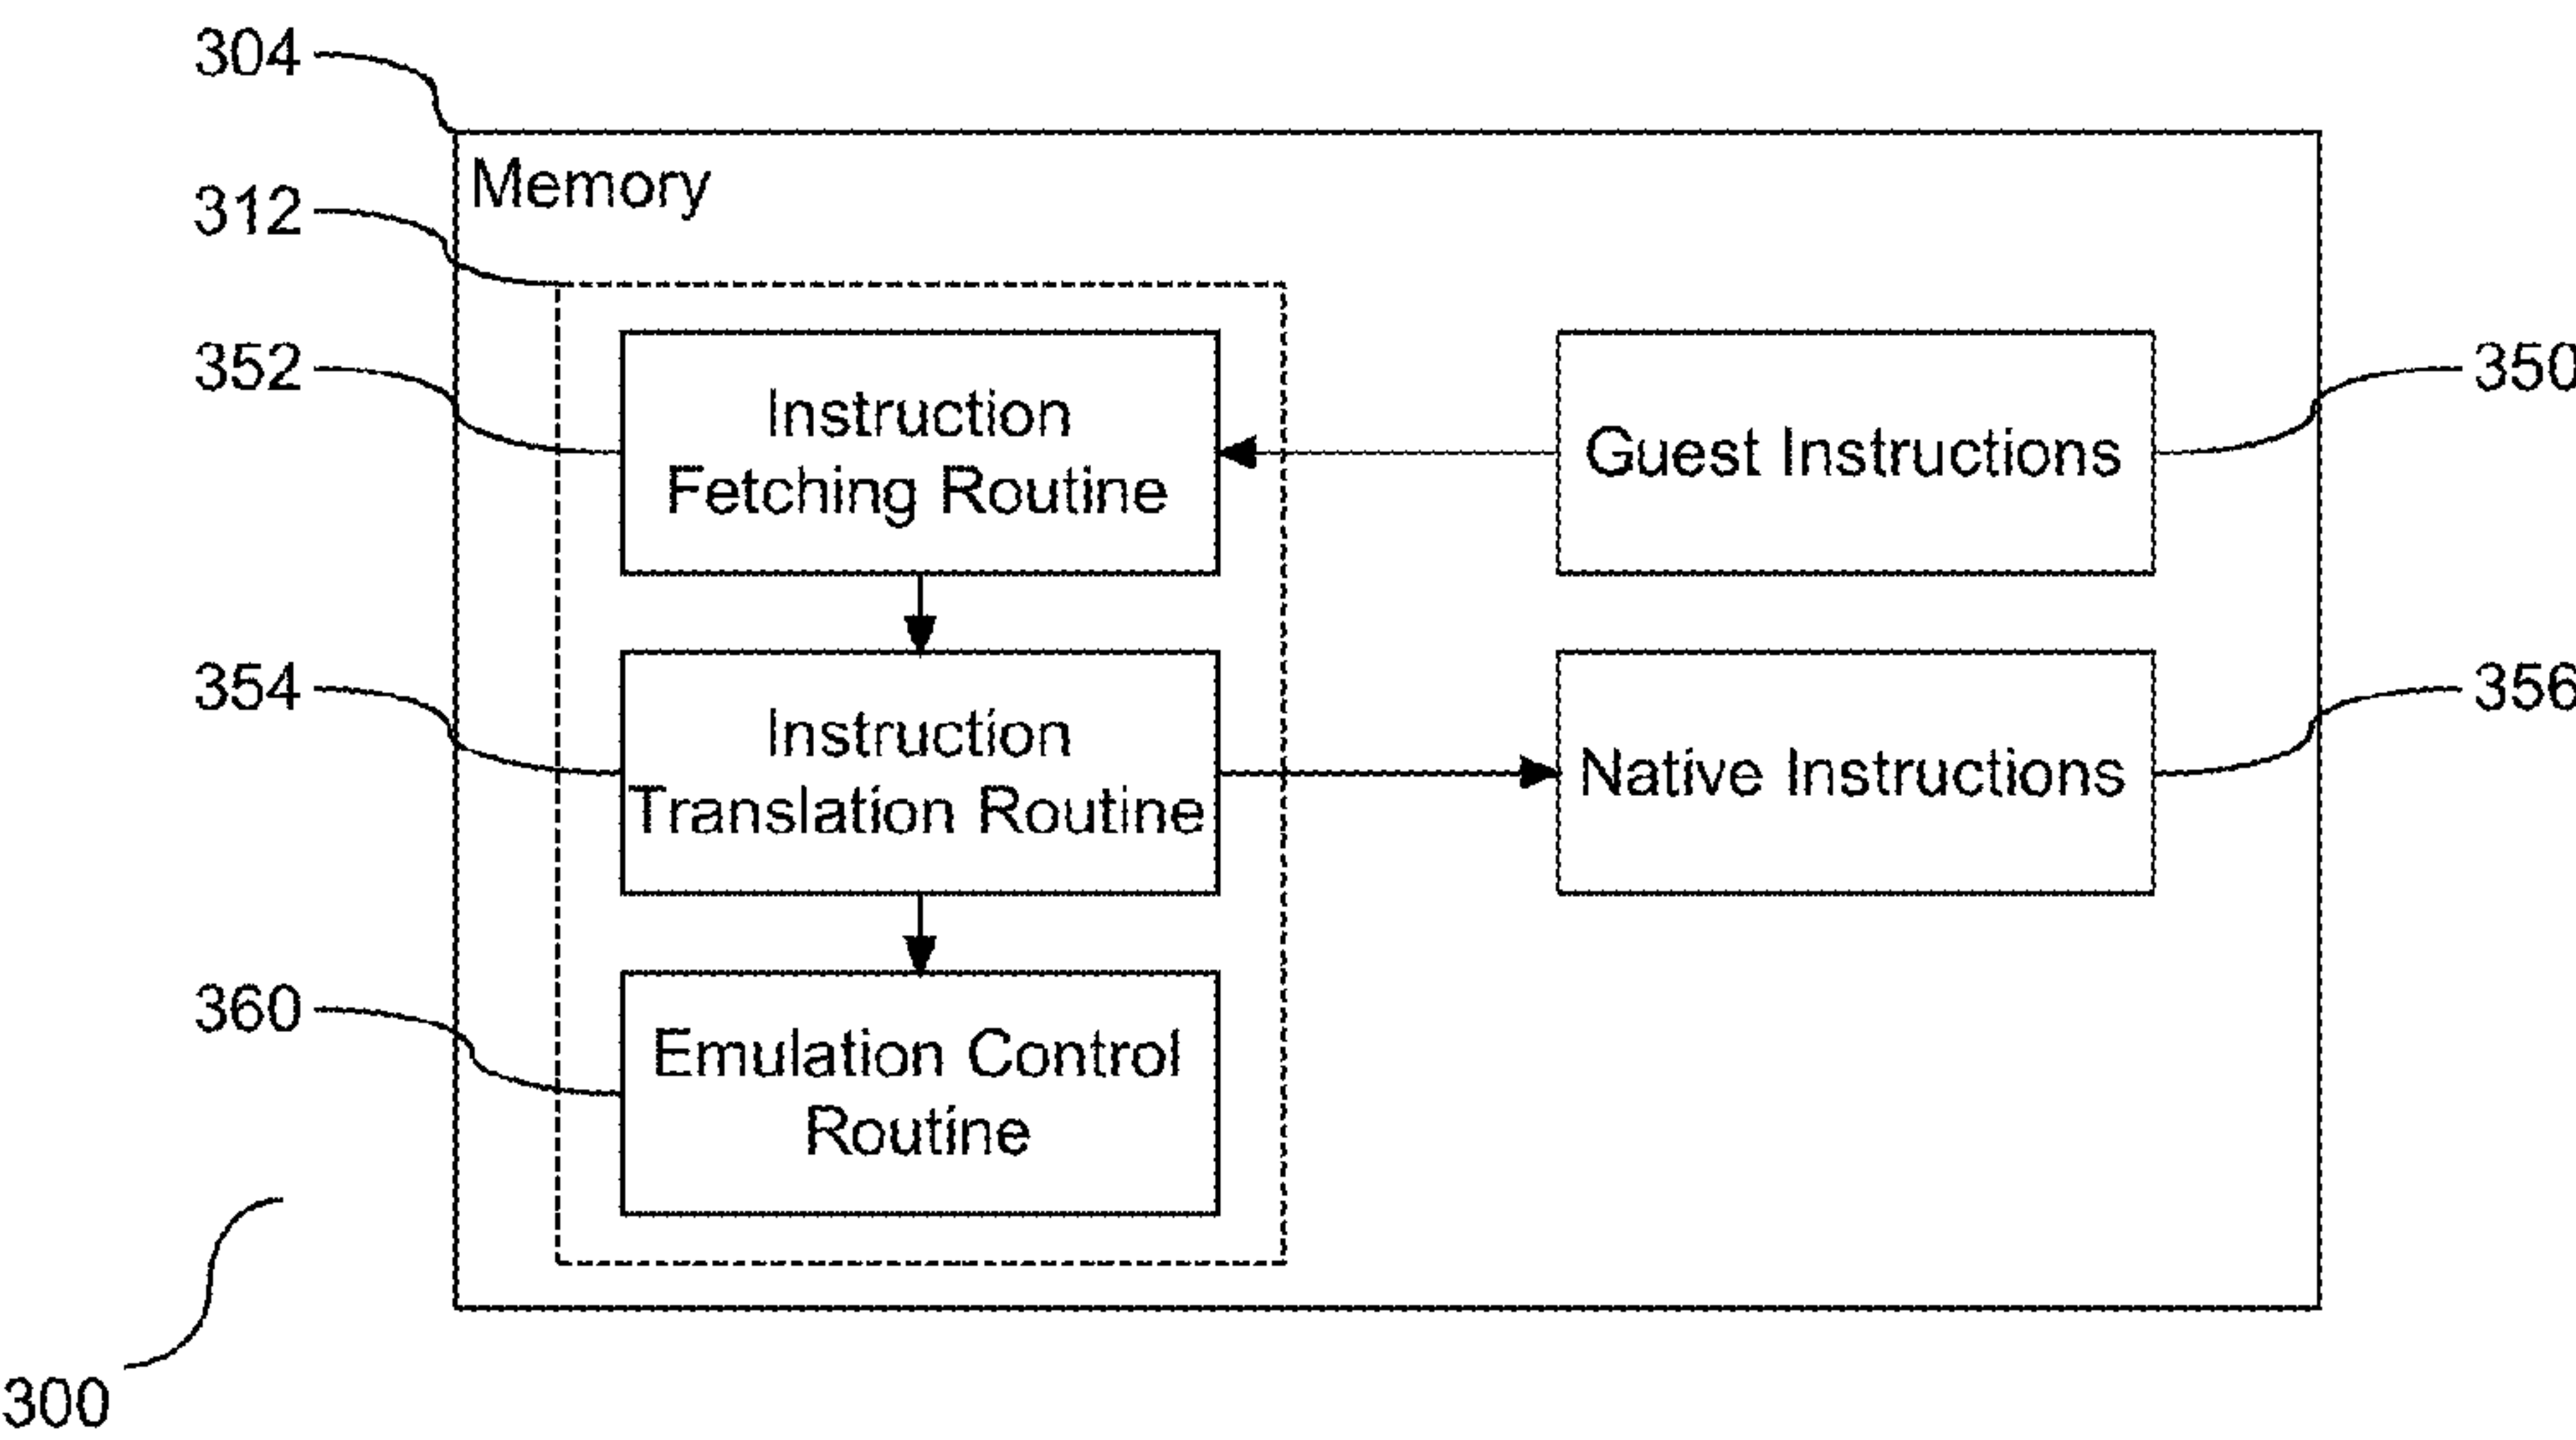 304
Memory
312
352
Instruction
Fetching Routine
Guest Instructions
350
354
Instruction
Translation Routine
Native Instructions
356
360
Emulation Control
Routine
300